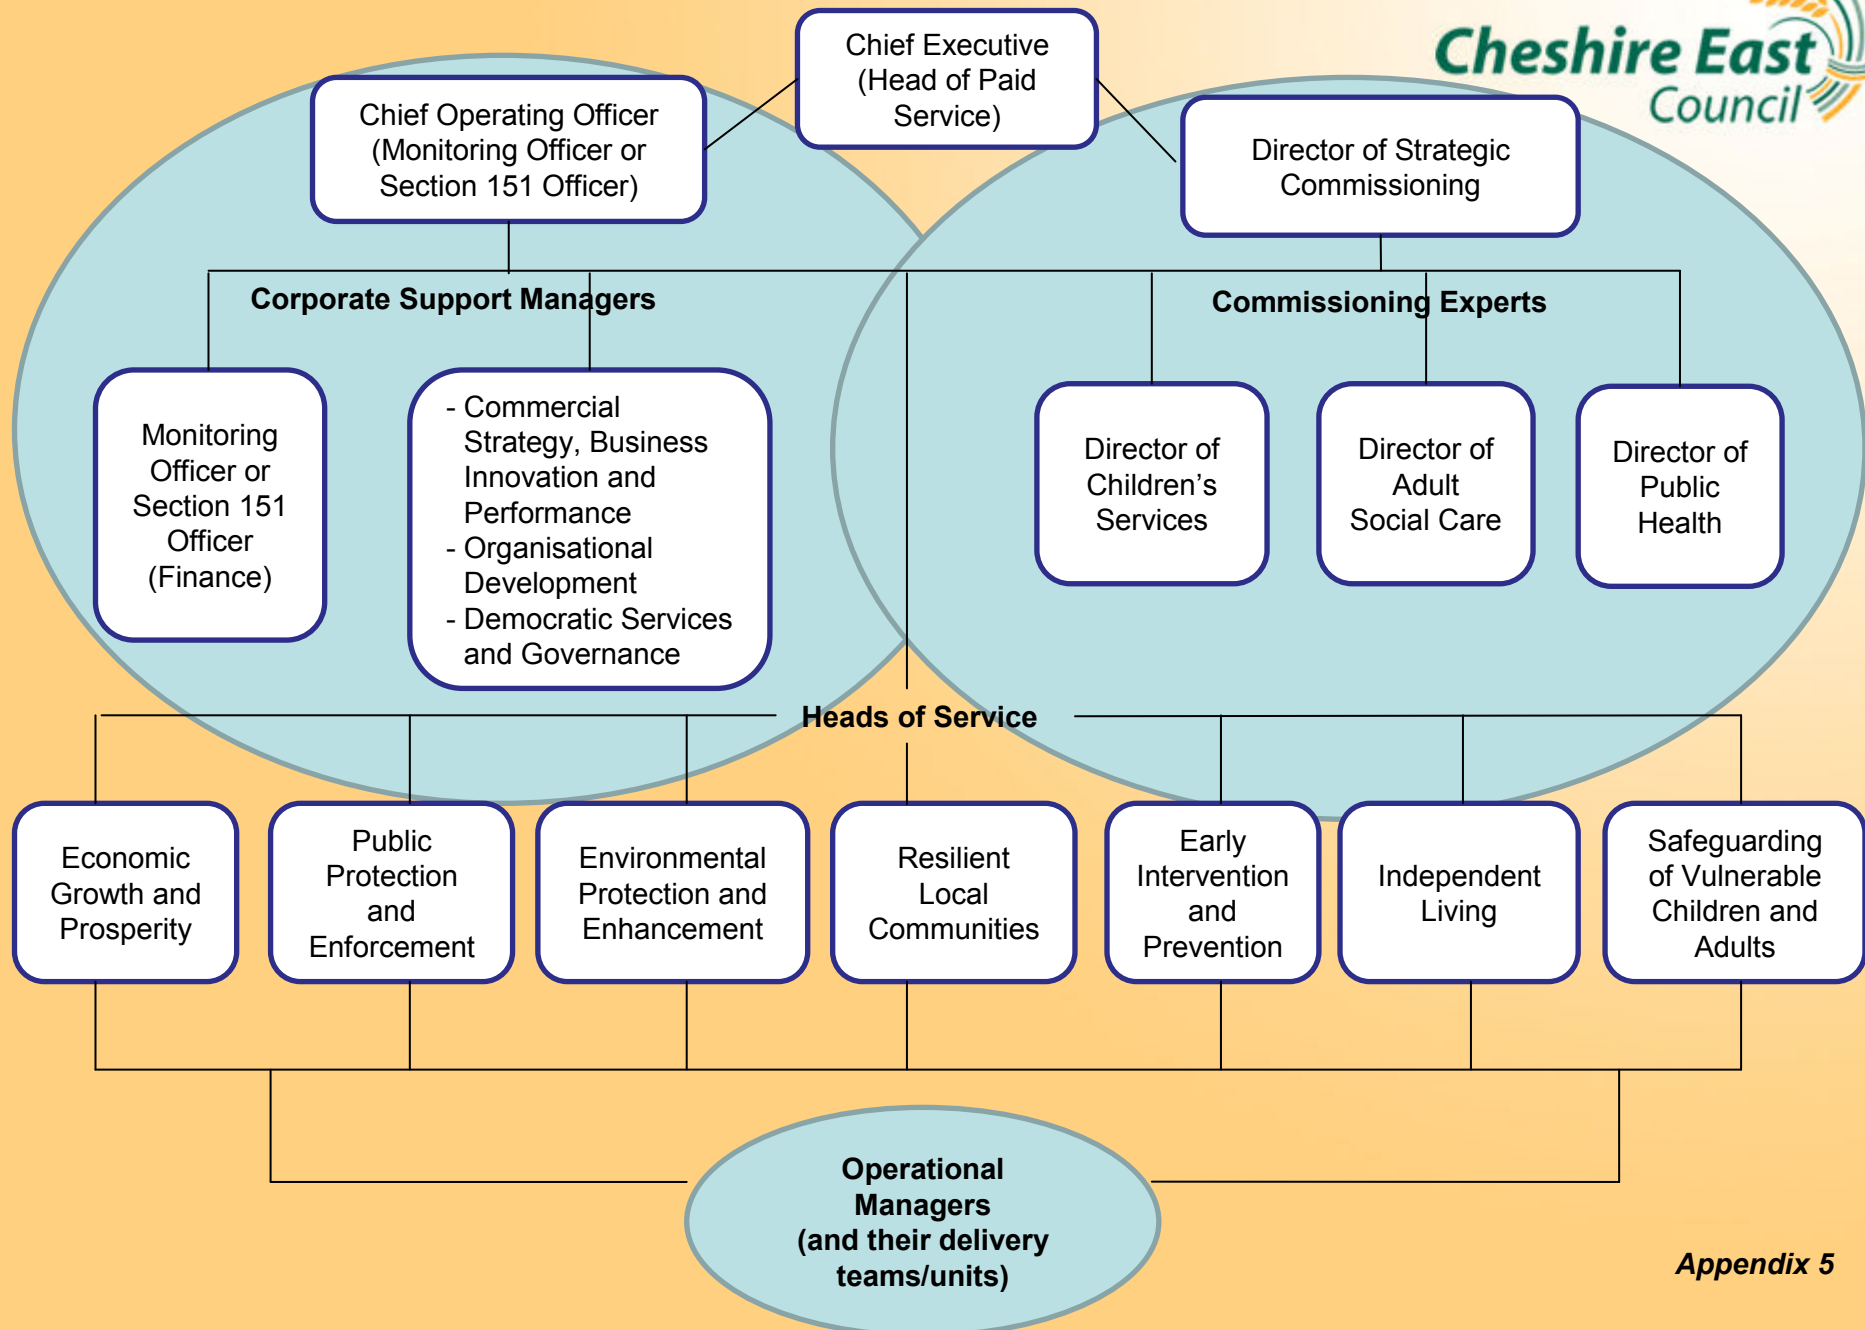 Cheshire East
Council
Chief Executive
(Head of Paid
Service)
Chief Operating Officer
(Monitoring Officer or
Section 151 Officer)
Director of Strategic
Commissioning
Corporate Support Managers
Commissioning Experts
Monitoring
Officer or
Section 151
Officer
(Finance)
- Commercial
Strategy, Business
Innovation and
Performance
- Organisational
Development
- Democratic Services
and Governance
Director of
Children’s
Services
Director of
Adult
Social Care
Director of
Public
Health
Heads of Service
Economic
Growth and
Prosperity
Public
Protection
and
Enforcement
Environmental
Protection and
Enhancement
Resilient
Local
Communities
Early
Intervention
and
Prevention
Independent
Living
Safeguarding
of Vulnerable
Children and
Adults
Operational
Managers
(and their delivery
teams/units)
Appendix 5